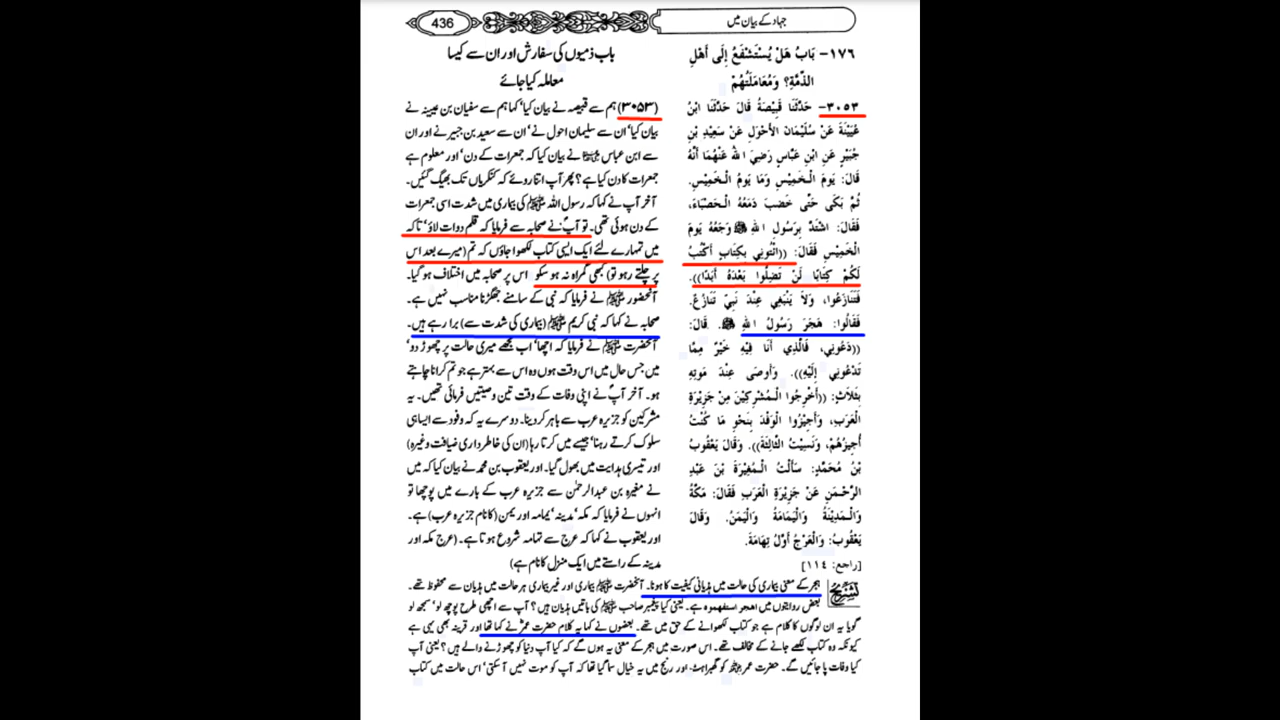 جہاد کے بیان میں
436
۱۷۶- بَابُ هَلْ يُسْتَشْفَعُ إِلَى أَهْلِ
الذِّمَّةِ؟ وَمُعَامَلَتُهُمْ
۳۰۵۳- حَدَّثَنَا قَبِيْصَةُ قَالَ حَدَّثَنَا ابْنُ
عُيَيْنَةَ عَنْ سُلَيْمَانَ الأَحْوَلِ عَنْ سَعِيْدِ بْنِ
جُبَيْرٍ عَنِ ابْنِ عَبَّاسٍ رَضِيَ اللهُ عَنْهُمَا أَنَّهُ
قَالَ: يَومَ الْـخَمِيْسِ وَمَا يَومُ الْـخَمِيْسِ.
ثُمَّ بَكَى حَتَّى خَضَبَ دَمْعُهُ الْـحَصْبَاءَ،
فَقَالَ: اشْتَدَّ بِرَسُولِ اللهِ ﷺ وَجَعُهُ يَومَ
الْخَمِيْسِ فَقَالَ: ((ائْتُونِي بِكِتَابٍ أَكْتُبْ
لَكُمْ كِتَابًا لَنْ تَضِلُّوا بَعْدَهُ أَبَدًا)).
فَتَنَازَعُوا، وَلاَ يَنْبَغِي عِنْدَ نَبِيٍّ تَنَازُعٌ.
فَقَالُوا: هَجَرَ رَسُولُ اللهِ ﷺ. قَالَ:
((دَعُونِي، فَالَّذِي أَنَا فِيْهِ خَيْرٌ مِمَّا
تَدْعُونِي إِلَيْهِ)). وَأَوصَى عِنْدَ مَوتِهِ
بِثَلاَثٍ: ((أَخْرِجُوا الْـمُشْرِكِيْنَ مِنْ جَزِيْرَةِ
الْعَرَبِ، وَأَجِيْزُوا الْوَفْدَ بِنَحْوِ مَا كُنْتُ
أُجِيْزُهُمْ، وَنَسِيْتُ الثَّالِثَةَ)). وَقَالَ يَعْقُوبُ
بْنُ مُحَمَّدٍ: سَأَلْتُ الْـمُغِيْرَةَ بْنَ عَبْدِ
الرَّحْـمَنِ عَنْ جَزِيْرَةِ الْعَرَبِ فَقَالَ: مَكَّةُ
وَالْـمَدِيْنَةُ وَالْيَمَامَةُ وَالْيَمَنُ. وَقَالَ
يَعْقُوبُ: وَالْعَرْجُ أَوَّلُ تِهَامَةَ.
[راجع: ١١٤]
باب ذمیوں کی سفارش اور ان سے کیسا
معاملہ کیا جائے
(۳۰۵۳) ہم سے قبیصہ نے بیان کیا‘ کہا ہم سے سفیان بن عیینہ نے
بیان کیا‘ ان سے سلیمان احول نے‘ ان سے سعید بن جبیر نے اور ان
سے ابن عباس ؓ نے بیان کیا کہ جمعرات کے دن‘ اور معلوم ہے
جمعرات کا دن کیا ہے؟ پھر آپ اتنا روئے کہ کنکریاں تک بھیگ گئیں۔
آخر آپ نے کہا کہ رسول اللہ ﷺ کی بیماری میں شدت اسی جمعرات
کے دن ہوئی تھی۔ تو آپؐ نے صحابہ سے فرمایا کہ قلم دوات لاؤ‘ تاکہ
میں تمہارے لئے ایک ایسی کتاب لکھوا جاؤں کہ تم (میرے بعد اس
پر چلتے رہو تو) کبھی گمراہ نہ ہو سکو اس پر صحابہ میں اختلاف ہو گیا۔
آنحضور ﷺ نے فرمایا کہ نبی کے سامنے جھگڑنا مناسب نہیں ہے۔
صحابہ نے کہا کہ نبی کریم ﷺ (بیماری کی شدت سے) برا رہے ہیں۔
آنحضرت ﷺ نے فرمایا کہ اچھا‘ اب مجھے میری حالت پر چھوڑ دو‘
میں جس حال میں اس وقت ہوں وہ اس سے بہتر ہے جو تم کرانا چاہتے
ہو۔ آخر آپؐ نے اپنی وفات کے وقت تین وصیتیں فرمائی تھیں۔ یہ
مشرکین کو جزیرہ عرب سے باہر کر دینا۔ دوسرے یہ کہ وفود سے ایسا ہی
سلوک کرتے رہنا‘ جیسے میں کرتا رہا (ان کی خاطرداری ضیافت وغیرہ)
اور تیسری ہدایت میں بھول گیا۔ اور یعقوب بن محمد نے بیان کیا کہ میں
نے مغیرہ بن عبدالرحمٰن سے جزیرہ عرب کے بارے میں پوچھا تو
انہوں نے فرمایا کہ مکہ‘ مدینہ‘ یمامہ اور یمن (کا نام جزیرہ عرب) ہے۔
اور یعقوب نے کہا کہ عرج سے تہامہ شروع ہوتا ہے۔ (عرج مکہ اور
مدینہ کے راستے میں ایک منزل کا نام ہے)
تشریح ہجر کے معنی بیماری کی حالت میں ہذیانی کیفیت کا ہونا۔ آنحضرت ﷺ بیماری اور غیر بیماری ہر حالت میں ہذیان سے محفوظ تھے۔
بعض روایتوں میں اھجر استفھموہ ہے۔ یعنی کیا پیغمبر صاحب ﷺ کی باتیں ہذیان ہیں؟ آپ سے اچھی طرح پوچھ لو‘ سمجھ لو
گویا یہ ان لوگوں کا کلام ہے جو کتاب لکھوانے کے حق میں تھے۔ بعضوں نے کہا یہ کلام حضرت عمرؓ نے کہا تھا اور قرینہ بھی یہی ہے
کیونکہ وہ کتاب لکھے جانے کے مخالف تھے۔ اس صورت میں ہجر کے معنی یہ ہوں گے کہ کیا آپ دنیا کو چھوڑنے والے ہیں؟ یعنی آپ
کیا وفات پا جائیں گے۔ حضرت عمر ؓ کو گھبراہٹ اور رنج میں یہ خیال سما گیا تھا کہ آپ کو موت نہیں آ سکتی‘ اس حالت میں کتاب